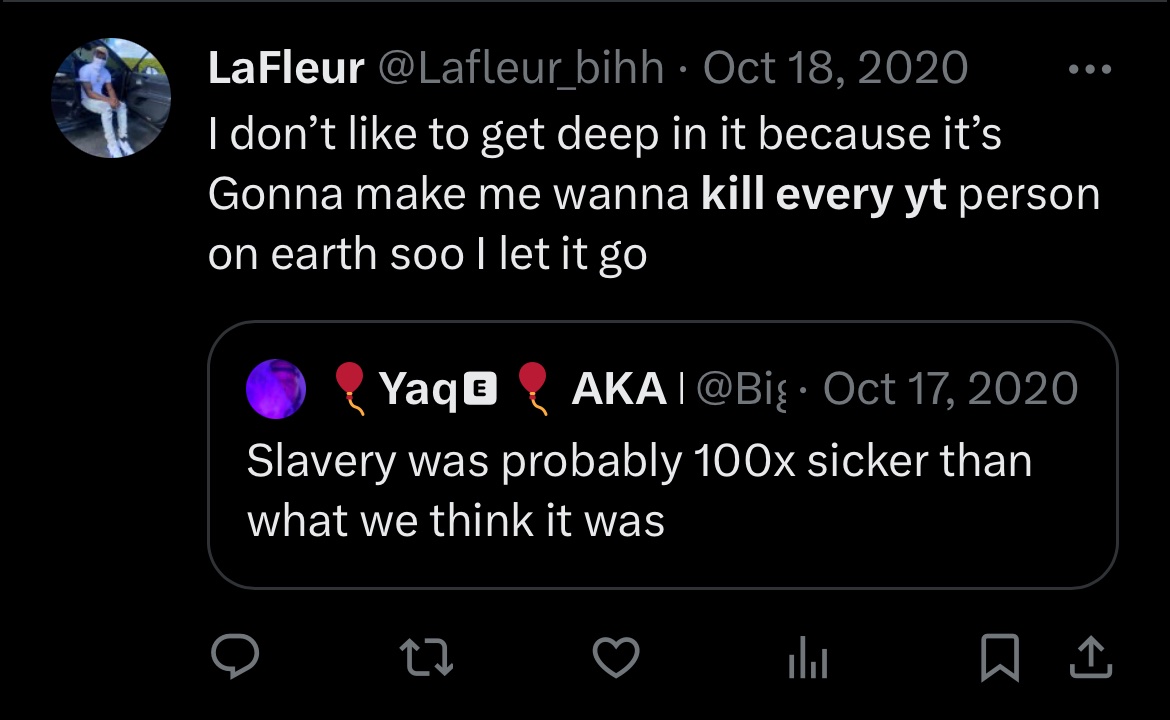 LaFleur @Lafleur_bihh · Oct 18, 2020
I don’t like to get deep in it because it’s
Gonna make me wanna kill every yt person
on earth soo I let it go
🎈Yaq🅴🎈 AKA @Big · Oct 17, 2020
Slavery was probably 100x sicker than
what we think it was